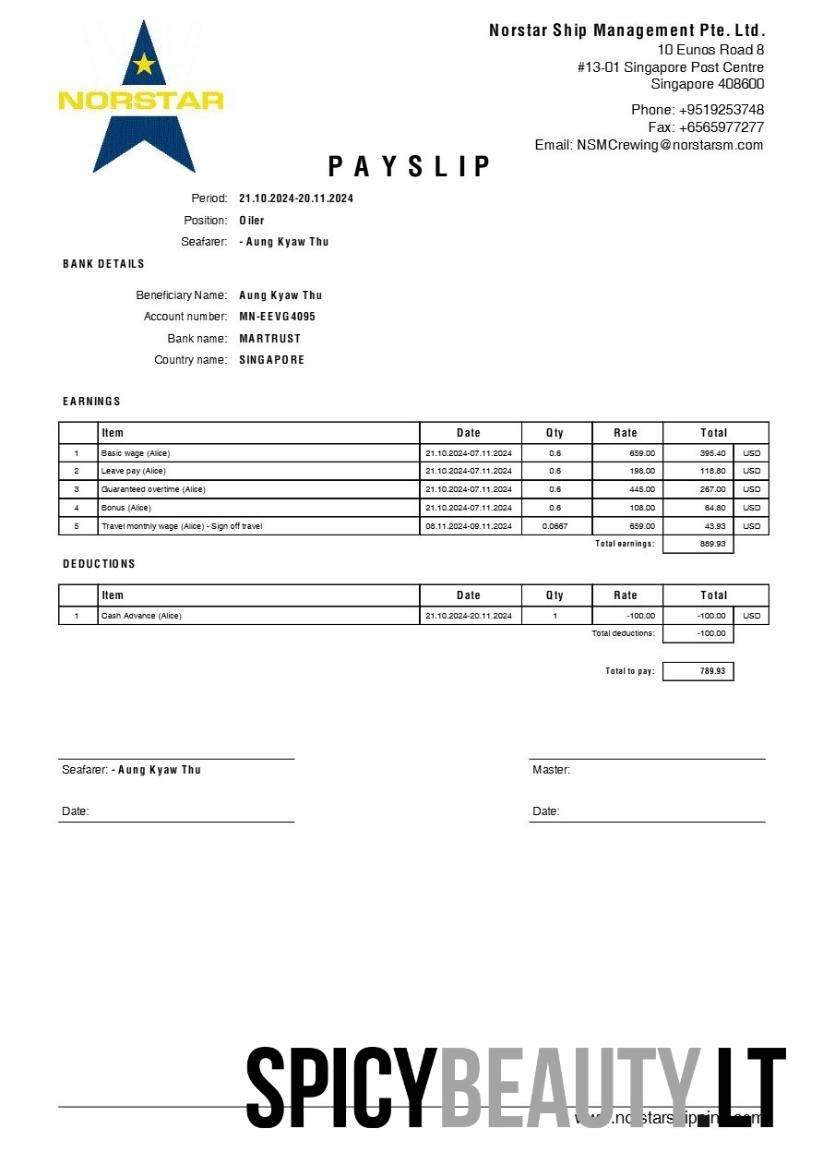 NORSTAR
Norstar Ship Management Pte. Ltd.
10 Eunos Road 8
#13-01 Singapore Post Centre
Singapore 408600
Phone: +9519253748
Fax: +6565977277
Email: NSMCrewing@norstarsm.com
PAYSLIP
Period: 21.10.2024-20.11.2024
Position: Oiler
Seafarer: - Aung Kyaw Thu
BANK DETAILS
Beneficiary Name: Aung Kyaw Thu
Account number: MN-EEVG4095
Bank name: MARTRUST
Country name: SINGAPORE
EARNINGS
Item Date Qty Rate Total
1 Basic wage (Alice) 21.10.2024-07.11.2024 0.6 659.00 395.40 USD
2 Leave pay (Alice) 21.10.2024-07.11.2024 0.6 198.00 118.80 USD
3 Guaranteed overtime (Alice) 21.10.2024-07.11.2024 0.6 445.00 267.00 USD
4 Bonus (Alice) 21.10.2024-07.11.2024 0.6 108.00 64.80 USD
5 Travel monthly wage (Alice) - Sign off travel 08.11.2024-09.11.2024 0.0667 659.00 43.93 USD
Total earnings: 889.93
DEDUCTIONS
Item Date Qty Rate Total
1 Cash Advance (Alice) 21.10.2024-20.11.2024 1 -100.00 -100.00 USD
Total deductions: -100.00
Total to pay: 789.93
Seafarer: - Aung Kyaw Thu Master:
Date: Date:
SPICYBEAUTY.LT